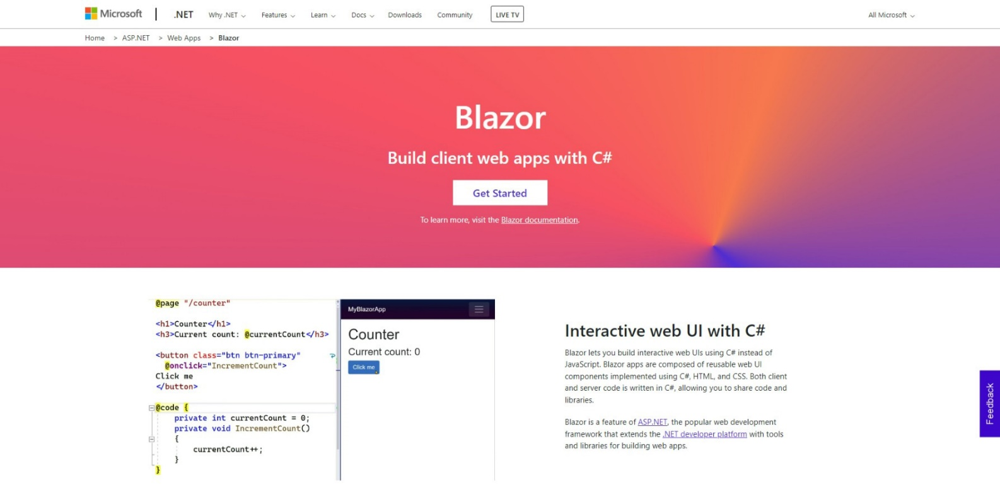 Microsoft .NET Why .NET Features Learn Docs Downloads Community LIVE TV All Microsoft
Home > ASP.NET > Web Apps > Blazor
Blazor
Build client web apps with C#
Get Started
To learn more, visit the Blazor documentation.
@page "/counter"
<h1>Counter</h1>
<h3>Current count: @currentCount</h3>
<button class="btn btn-primary"
@onclick="IncrementCount">
Click me
</button>
@code {
private int currentCount = 0;
private void IncrementCount()
{
currentCount++;
}
}
MyBlazorApp
Counter
Current count: 0
Click me
Interactive web UI with C#
Blazor lets you build interactive web UIs using C# instead of
JavaScript. Blazor apps are composed of reusable web UI
components implemented using C#, HTML, and CSS. Both client
and server code is written in C#, allowing you to share code and
libraries.
Blazor is a feature of ASP.NET, the popular web development
framework that extends the .NET developer platform with tools
and libraries for building web apps.
Feedback